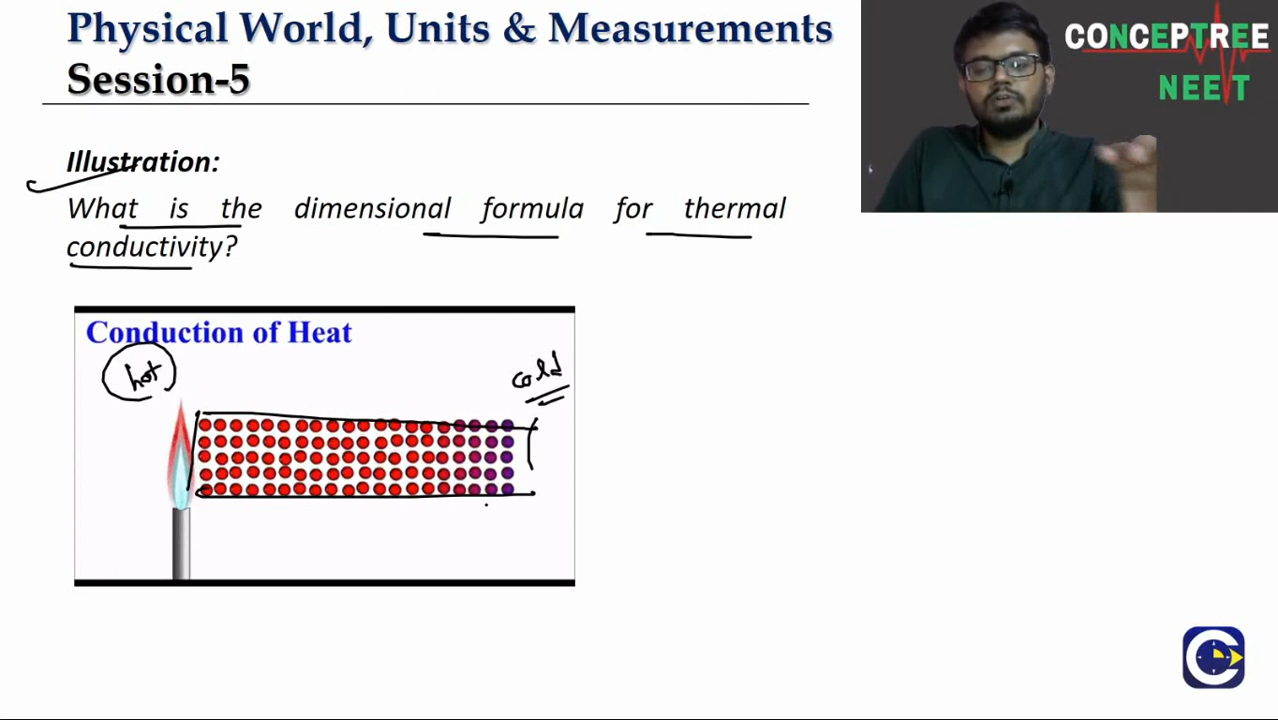 Physical World, Units & Measurements
Session-5
CONCEPTREE
NEET
Illustration:
What is the dimensional formula for thermal
conductivity?
Conduction of Heat
hot
cold